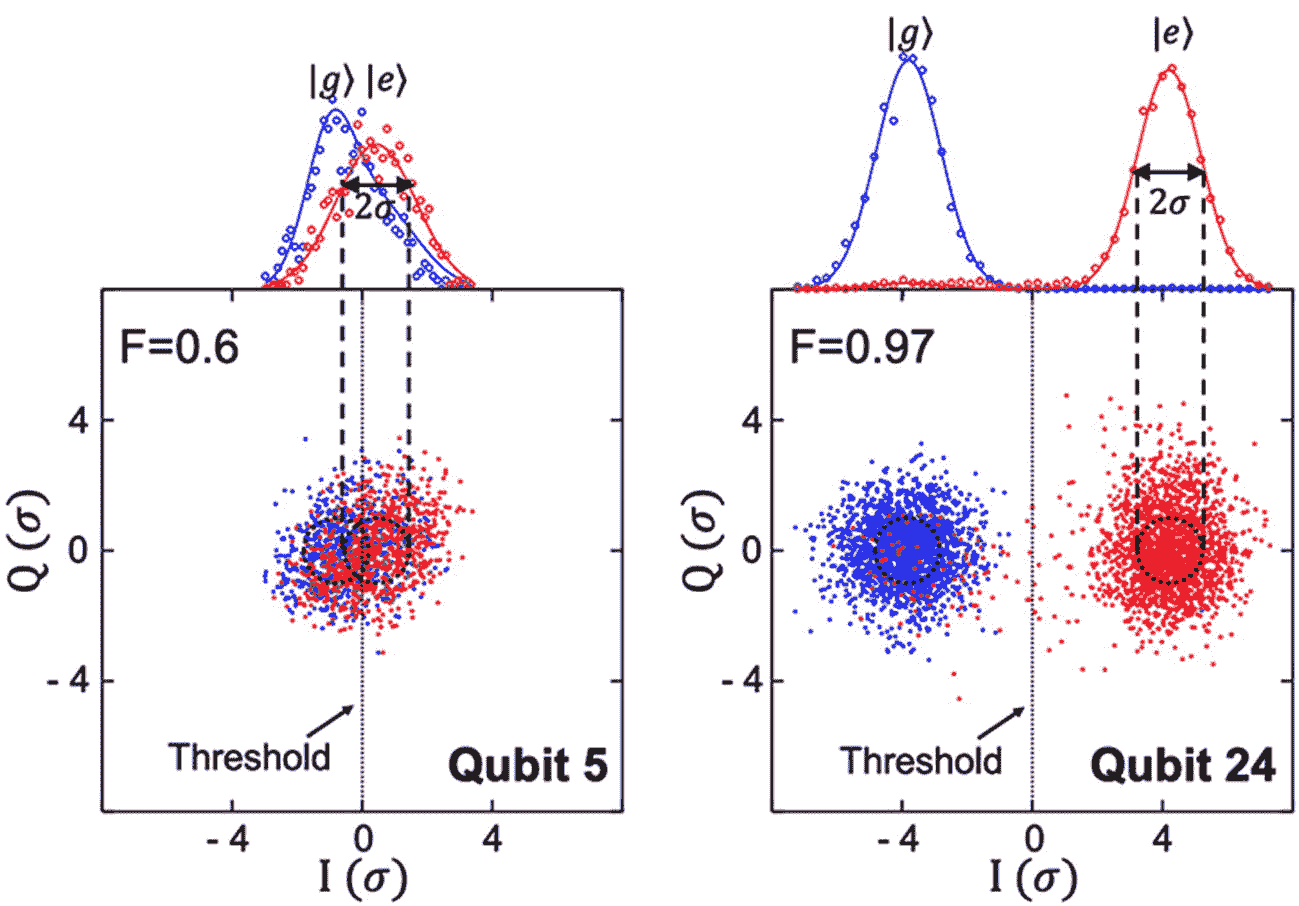 |g⟩ |e⟩
2σ
F=0.6
4
0
- 4
Q (σ)
Threshold
Qubit 5
- 4 0 4
I (σ)
|g⟩ |e⟩
2σ
F=0.97
4
0
- 4
Q (σ)
Threshold
Qubit 24
- 4 0 4
I (σ)